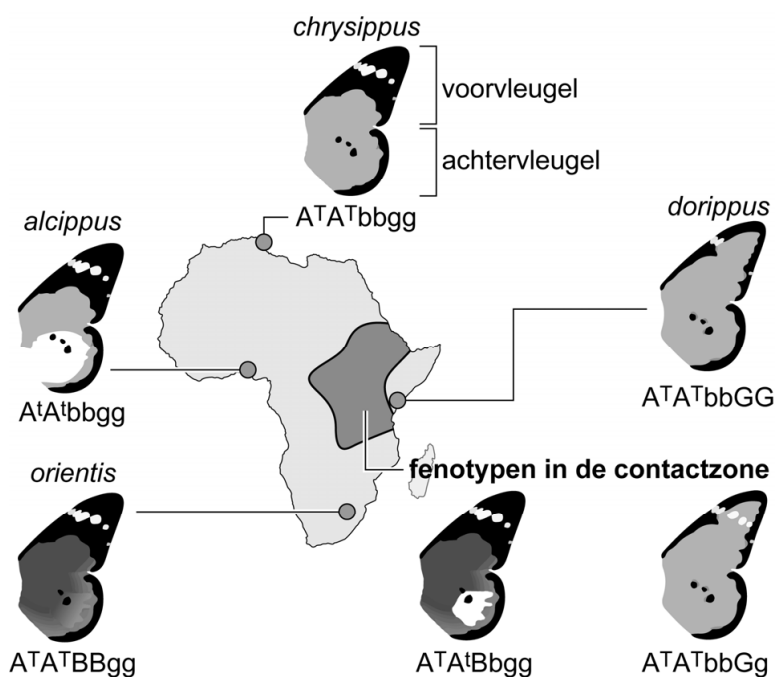 chrysippus
voorvleugel
achtervleugel
AᵀAᵀbbgg
alcippus
dorippus
AᵗAᵗbbgg
AᵀAᵀbbGG
fenotypen in de contactzone
orientis
AᵀAᵀBBgg
AᵀAᵗBbgg
AᵀAᵀbbGg